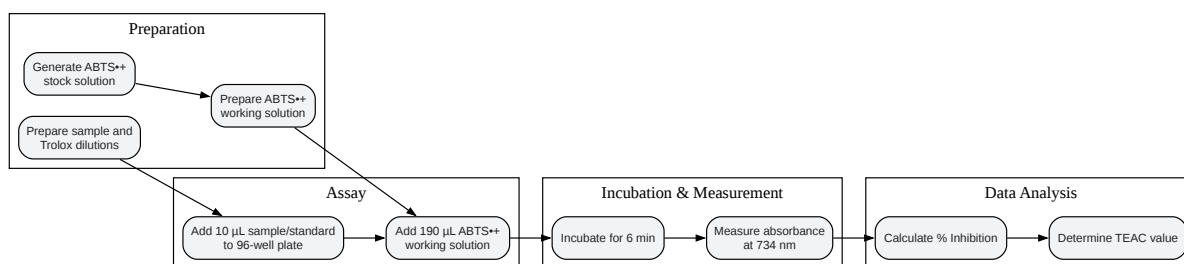 Preparation
Generate ABTS•+
stock solution
Prepare ABTS•+
working solution
Prepare sample and
Trolox dilutions
Assay
Add 10 µL sample/standard
to 96-well plate
Add 190 µL ABTS•+
working solution
Incubation & Measurement
Incubate for 6 min
Measure absorbance
at 734 nm
Data Analysis
Calculate % Inhibition
Determine TEAC value